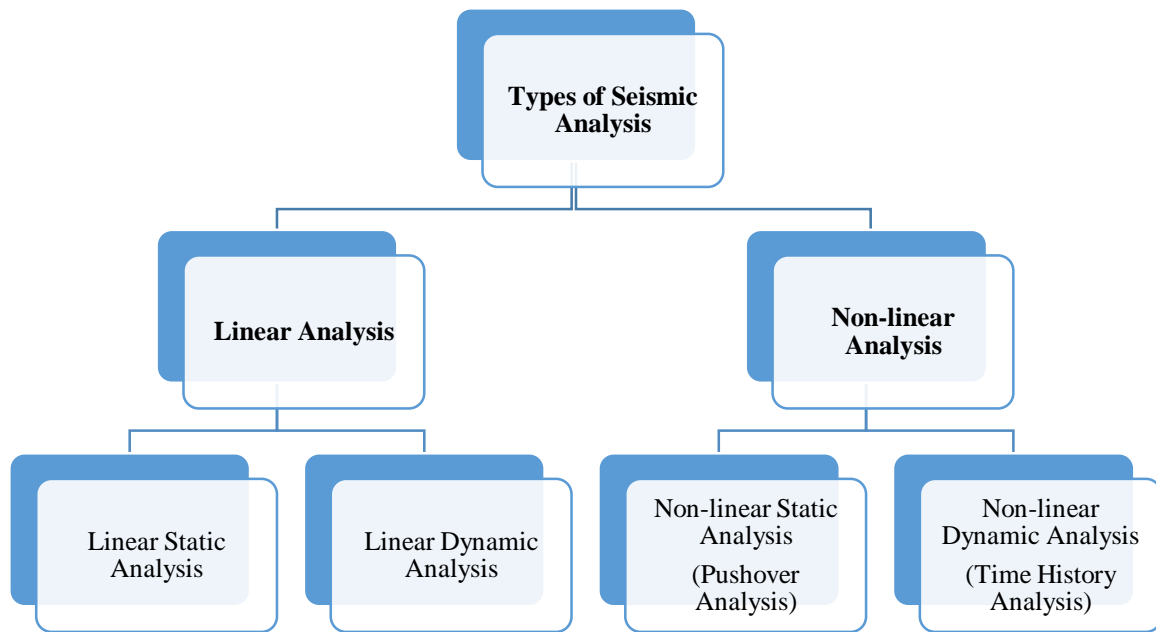 Types of Seismic
Analysis
Linear Analysis
Non-linear
Analysis
Linear Static
Analysis
Linear Dynamic
Analysis
Non-linear Static
Analysis
(Pushover
Analysis)
Non-linear
Dynamic Analysis
(Time History
Analysis)